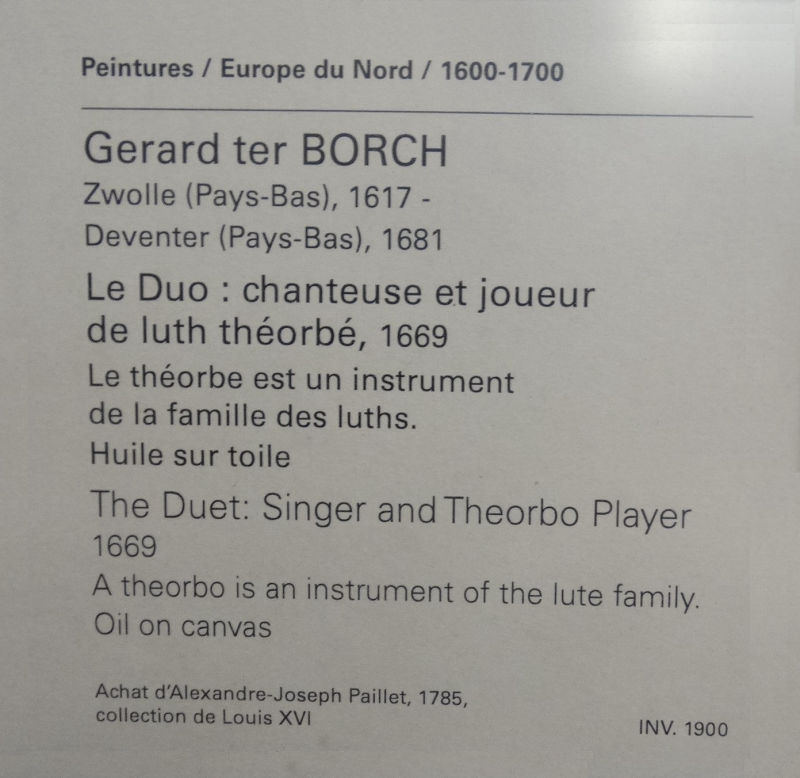 Peintures / Europe du Nord / 1600-1700
Gerard ter BORCH
Zwolle (Pays-Bas), 1617 -
Deventer (Pays-Bas), 1681
Le Duo : chanteuse et joueur
de luth théorbé, 1669
Le théorbe est un instrument
de la famille des luths.
Huile sur toile
The Duet: Singer and Theorbo Player
1669
A theorbo is an instrument of the lute family.
Oil on canvas
Achat d'Alexandre-Joseph Paillet, 1785,
collection de Louis XVI
INV. 1900